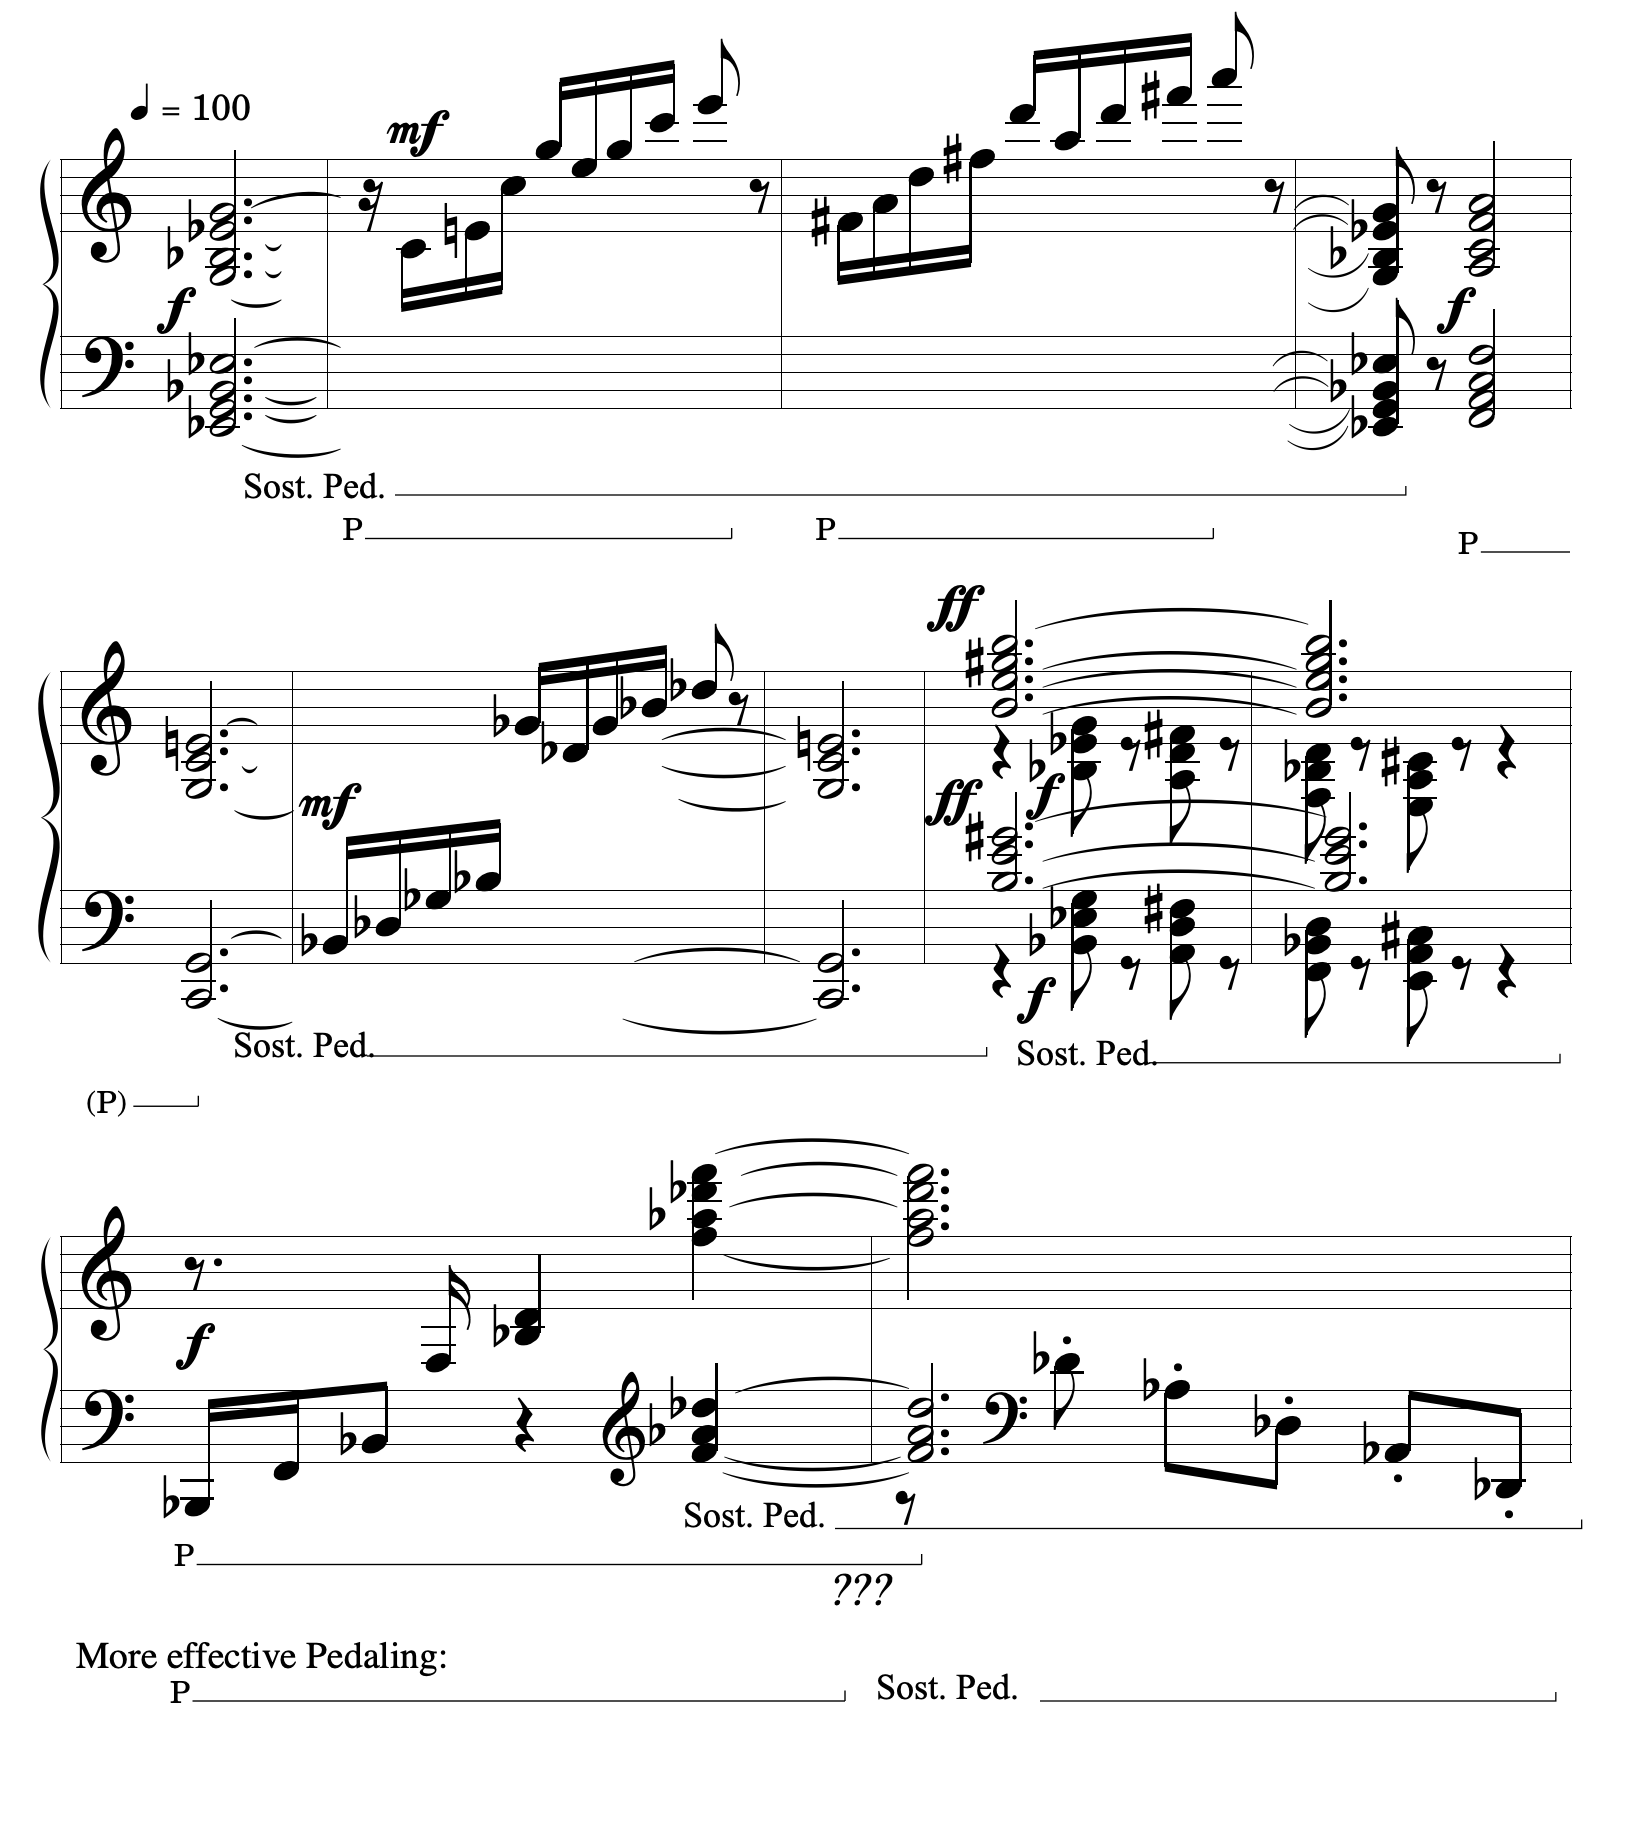 = 100
mf
f
f
Sost. Ped.
P
P
P
ff
mf
ff
f
f
Sost. Ped.
Sost. Ped.
(P)
f
Sost. Ped.
P
???
More effective Pedaling:
P
Sost. Ped.